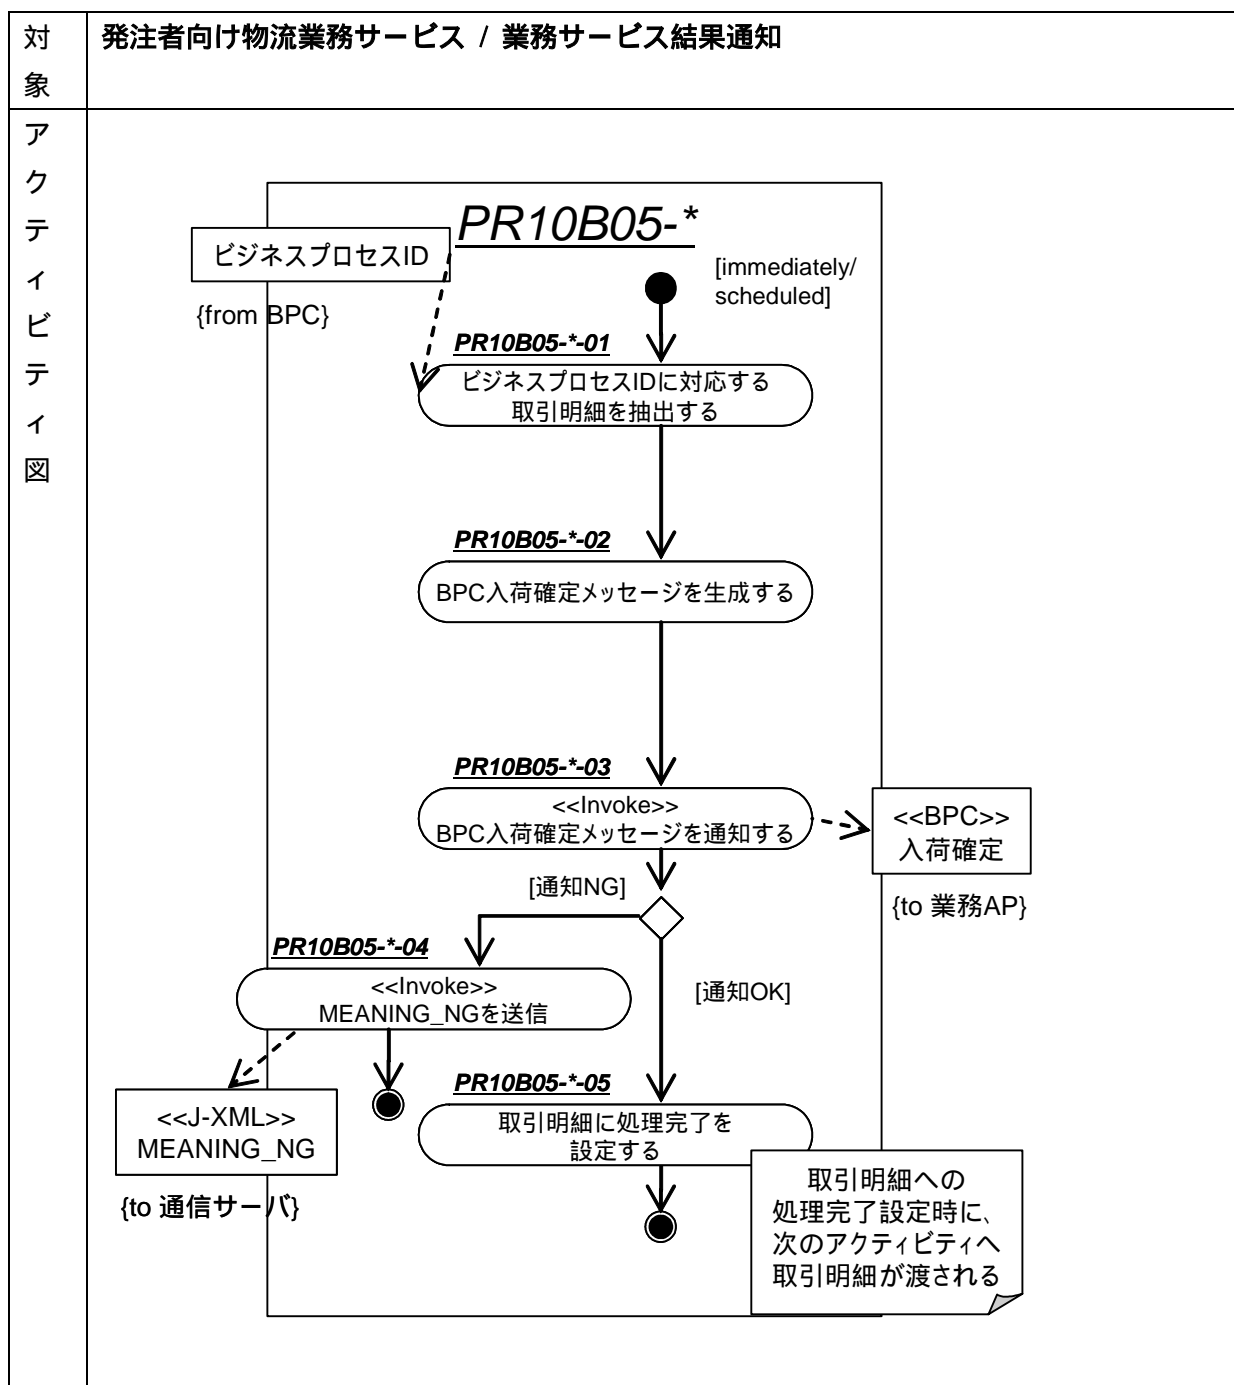 対
象
発注者向け物流業務サービス / 業務サービス結果通知
ア
ク
テ
ィ
ビ
テ
ィ
図
PR10B05-*
ビジネスプロセスID
{from BPC}
[immediately/
scheduled]
PR10B05-*-01
ビジネスプロセスIDに対応する
取引明細を抽出する
PR10B05-*-02
BPC入荷確定メッセージを生成する
PR10B05-*-03
<<Invoke>>
BPC入荷確定メッセージを通知する
<<BPC>>
入荷確定
{to 業務AP}
[通知NG]
PR10B05-*-04
<<Invoke>>
MEANING_NGを送信
[通知OK]
<<J-XML>>
MEANING_NG
{to 通信サーバ}
PR10B05-*-05
取引明細に処理完了を
設定する
取引明細への
処理完了設定時に、
次のアクティビティへ
取引明細が渡される